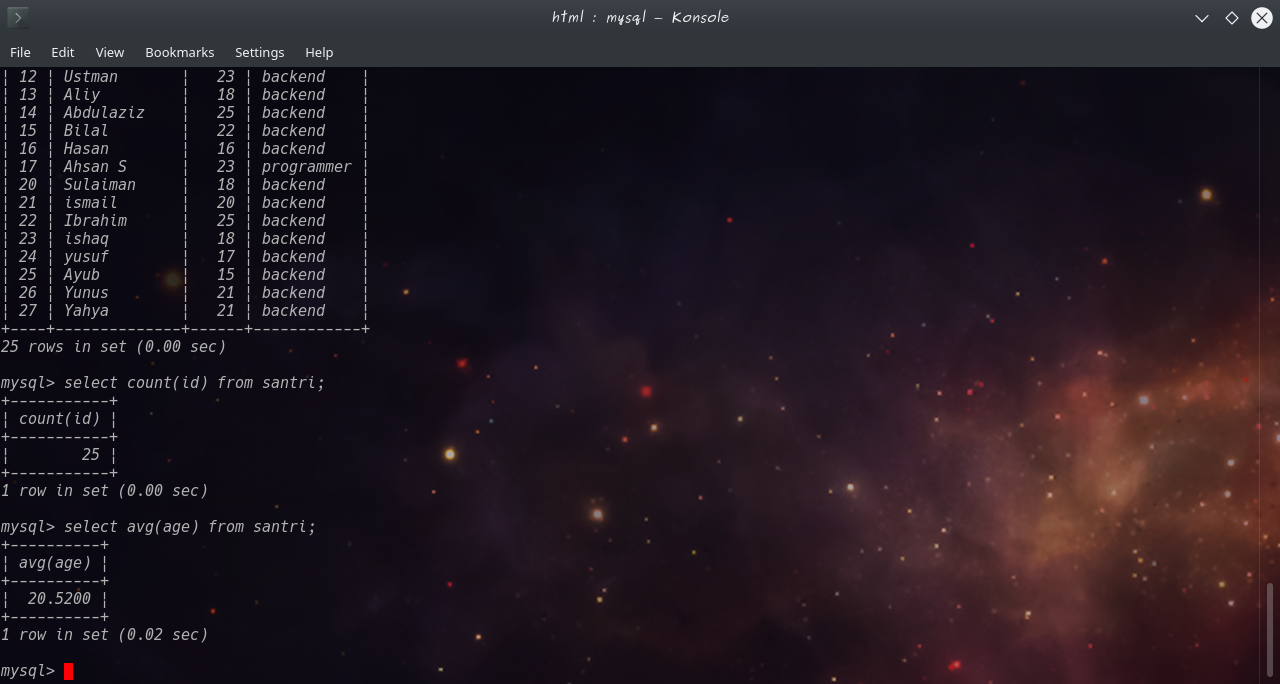 html : mysql — Konsole
File Edit View Bookmarks Settings Help
¦ 12 ¦ Ustman       ¦   23 ¦ backend    ¦
¦ 13 ¦ Aliy         ¦   18 ¦ backend    ¦
¦ 14 ¦ Abdulaziz    ¦   25 ¦ backend    ¦
¦ 15 ¦ Bilal        ¦   22 ¦ backend    ¦
¦ 16 ¦ Hasan        ¦   16 ¦ backend    ¦
¦ 17 ¦ Ahsan S      ¦   23 ¦ programmer ¦
¦ 20 ¦ Sulaiman     ¦   18 ¦ backend    ¦
¦ 21 ¦ ismail       ¦   20 ¦ backend    ¦
¦ 22 ¦ Ibrahim      ¦   25 ¦ backend    ¦
¦ 23 ¦ ishaq        ¦   18 ¦ backend    ¦
¦ 24 ¦ yusuf        ¦   17 ¦ backend    ¦
¦ 25 ¦ Ayub         ¦   15 ¦ backend    ¦
¦ 26 ¦ Yunus        ¦   21 ¦ backend    ¦
¦ 27 ¦ Yahya        ¦   21 ¦ backend    ¦
+----+--------------+------+------------+
25 rows in set (0.00 sec)
mysql> select count(id) from santri;
+-----------+
¦ count(id) ¦
+-----------+
¦        25 ¦
+-----------+
1 row in set (0.00 sec)
mysql> select avg(age) from santri;
+----------+
¦ avg(age) ¦
+----------+
¦  20.5200 ¦
+----------+
1 row in set (0.02 sec)
mysql>